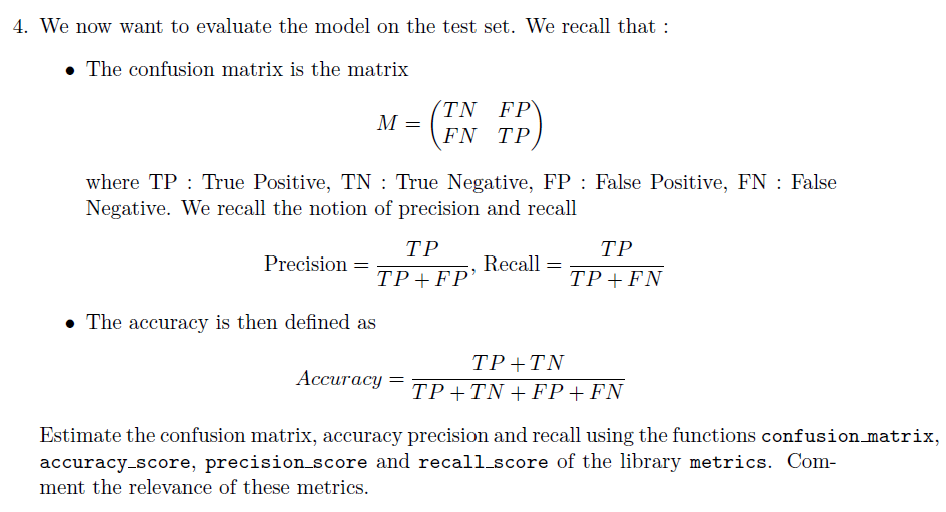 4. We now want to evaluate the model on the test set. We recall that :
• The confusion matrix is the matrix
M = \begin{pmatrix} TN & FP \\ FN & TP \end{pmatrix}
where TP : True Positive, TN : True Negative, FP : False Positive, FN : False
Negative. We recall the notion of precision and recall
Precision = \frac{TP}{TP + FP}, Recall = \frac{TP}{TP + FN}
• The accuracy is then defined as
Accuracy = \frac{TP + TN}{TP + TN + FP + FN}
Estimate the confusion matrix, accuracy precision and recall using the functions confusion_matrix,
accuracy_score, precision_score and recall_score of the library metrics. Com-
ment the relevance of these metrics.